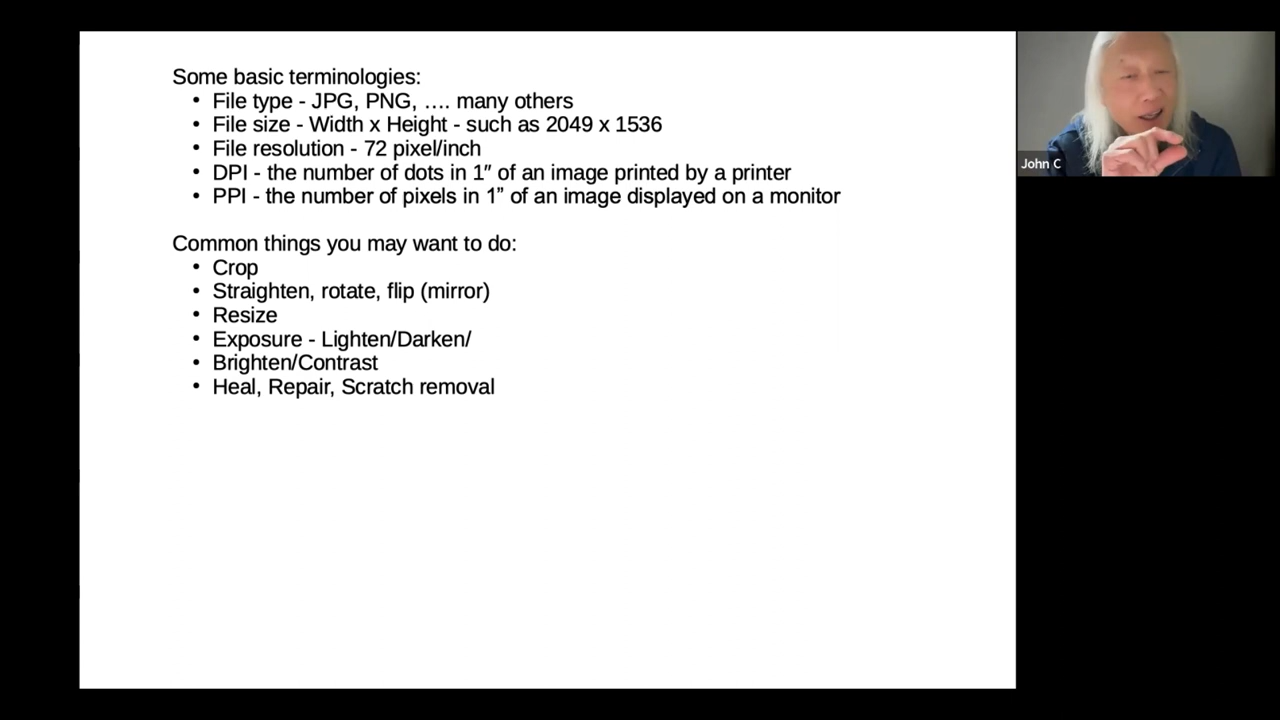 Some basic terminologies:
• File type - JPG, PNG, …. many others
• File size - Width x Height - such as 2049 x 1536
• File resolution - 72 pixel/inch
• DPI - the number of dots in 1″ of an image printed by a printer
• PPI - the number of pixels in 1” of an image displayed on a monitor
Common things you may want to do:
• Crop
• Straighten, rotate, flip (mirror)
• Resize
• Exposure - Lighten/Darken/
• Brighten/Contrast
• Heal, Repair, Scratch removal
John C